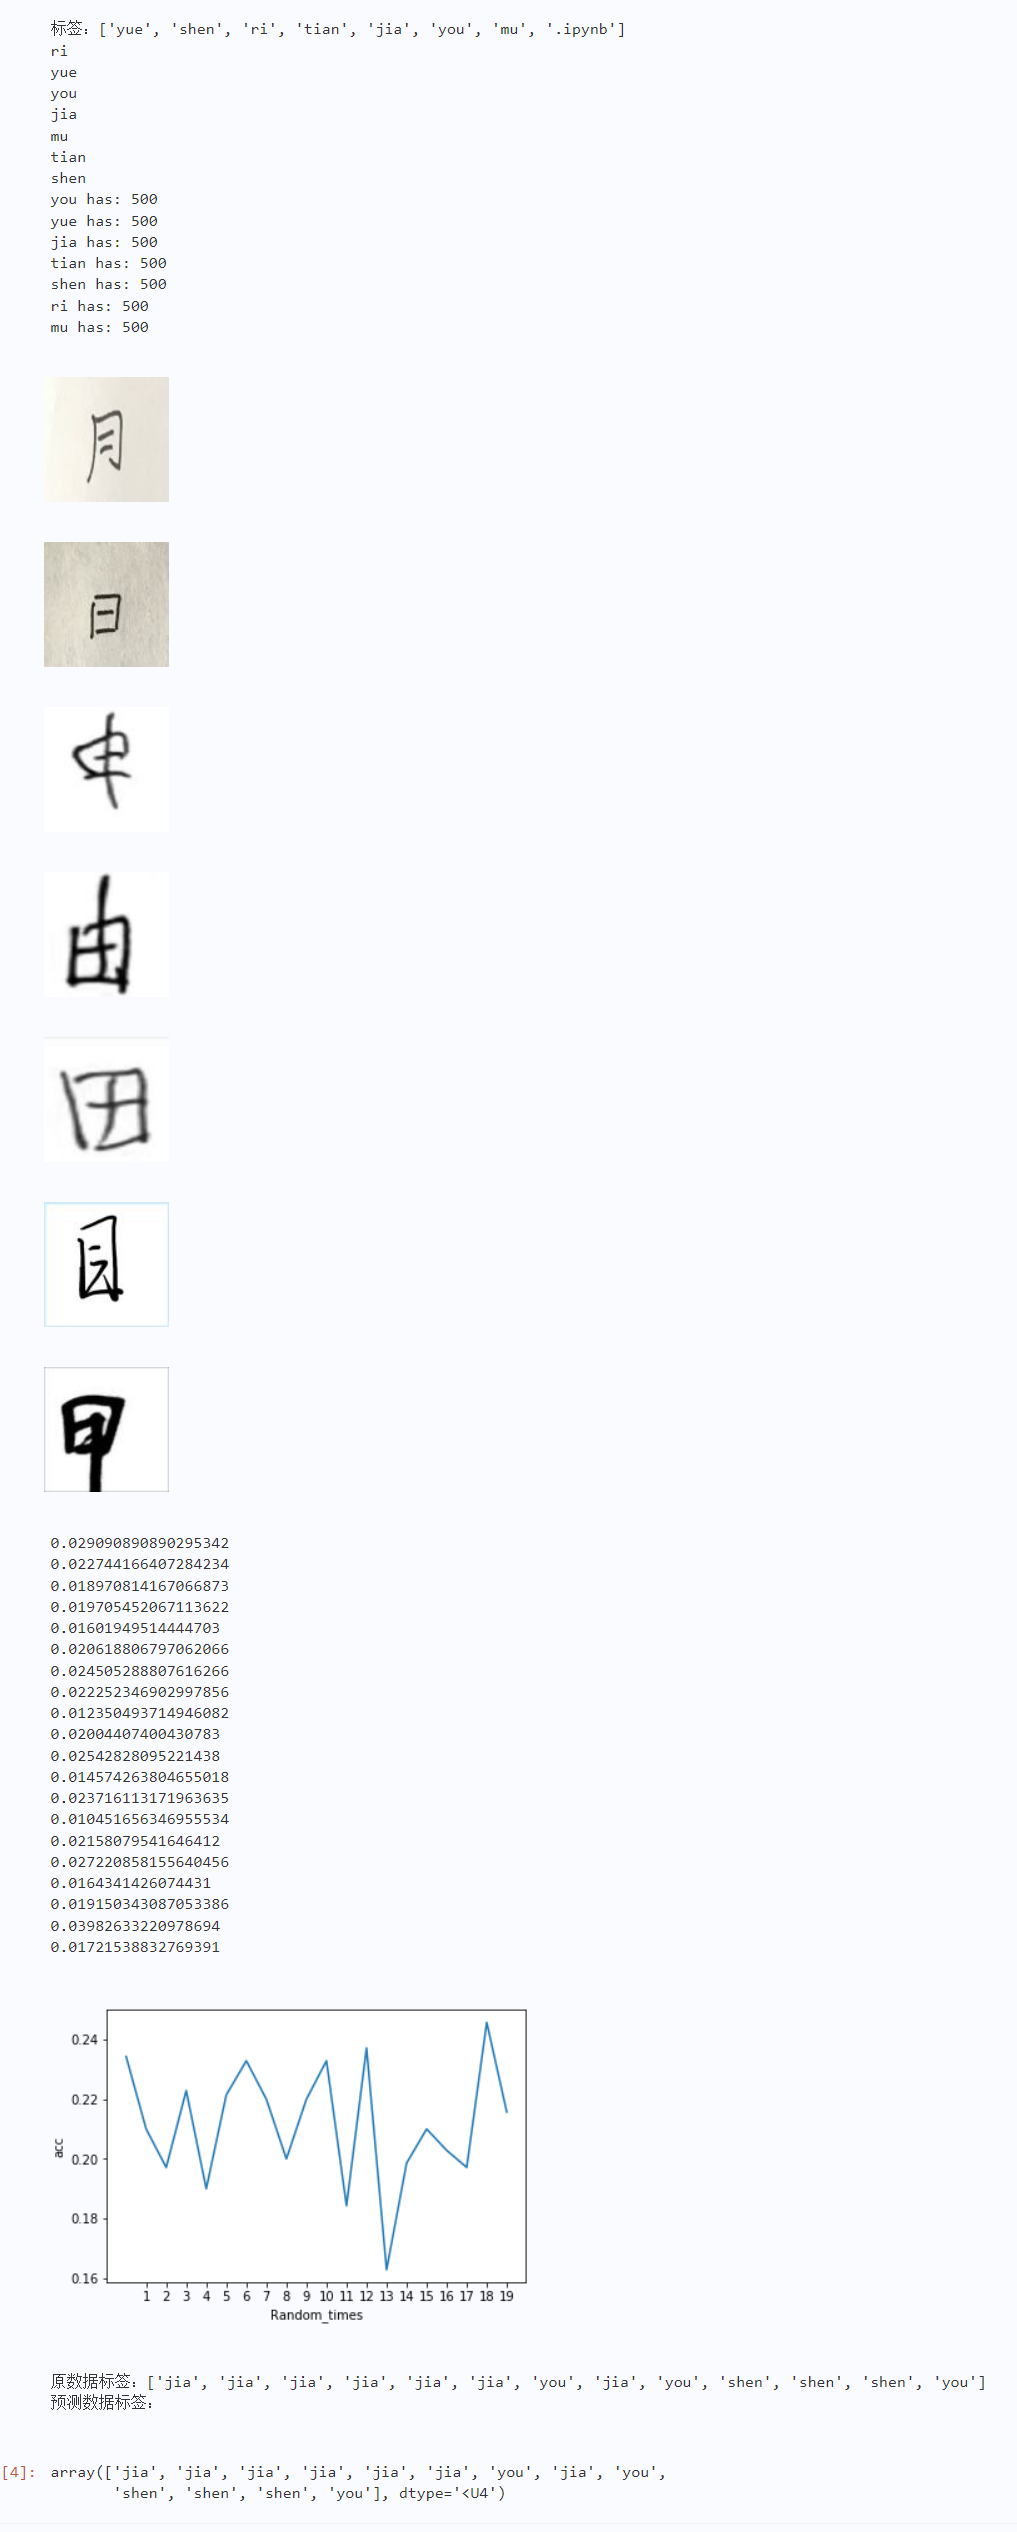 标签：['yue', 'shen', 'ri', 'tian', 'jia', 'you', 'mu', '.ipynb']
ri
yue
you
jia
mu
tian
shen
you has: 500
yue has: 500
jia has: 500
tian has: 500
shen has: 500
ri has: 500
mu has: 500
月
日
申
由
田
目
甲
0.029090890890295342
0.022744166407284234
0.018970814167066873
0.019705452067113622
0.01601949514444703
0.020618806797062066
0.024505288807616266
0.022252346902997856
0.012350493714946082
0.02004407400430783
0.02542828095221438
0.014574263804655018
0.023716113171963635
0.010451656346955534
0.02158079541646412
0.027220858155640456
0.0164341426074431
0.019150343087053386
0.03982633220978694
0.01721538832769391
0.24
0.22
acc
0.20
0.18
0.16
1 2 3 4 5 6 7 8 9 10 11 12 13 14 15 16 17 18 19
Random_times
原数据标签：['jia', 'jia', 'jia', 'jia', 'jia', 'jia', 'you', 'jia', 'you', 'shen', 'shen', 'shen', 'you']
预测数据标签：
[4]: array(['jia', 'jia', 'jia', 'jia', 'jia', 'jia', 'you', 'jia', 'you',
'shen', 'shen', 'shen', 'you'], dtype='<U4')